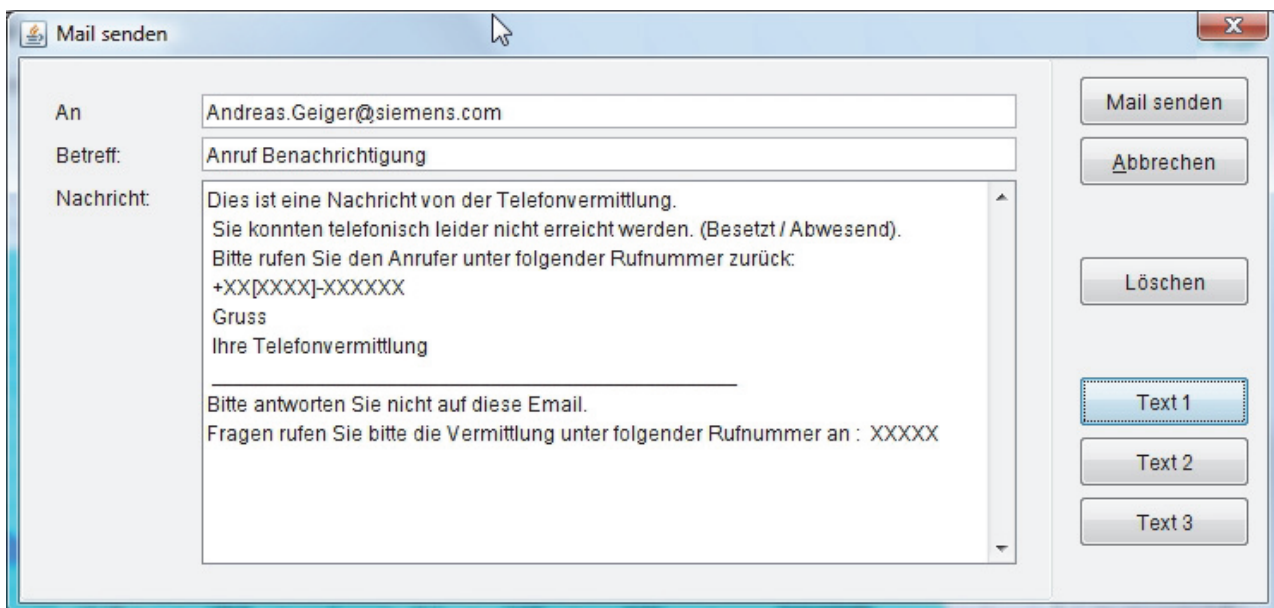 Mail senden
An
Andreas.Geiger@siemens.com
Betreff:
Anruf Benachrichtigung
Nachricht:
Dies ist eine Nachricht von der Telefonvermittlung.
Sie konnten telefonisch leider nicht erreicht werden. (Besetzt / Abwesend).
Bitte rufen Sie den Anrufer unter folgender Rufnummer zurück:
+XX[XXXX]-XXXXXX
Gruss
Ihre Telefonvermittlung
Bitte antworten Sie nicht auf diese Email.
Fragen rufen Sie bitte die Vermittlung unter folgender Rufnummer an : XXXXX
Mail senden
Abbrechen
Löschen
Text 1
Text 2
Text 3